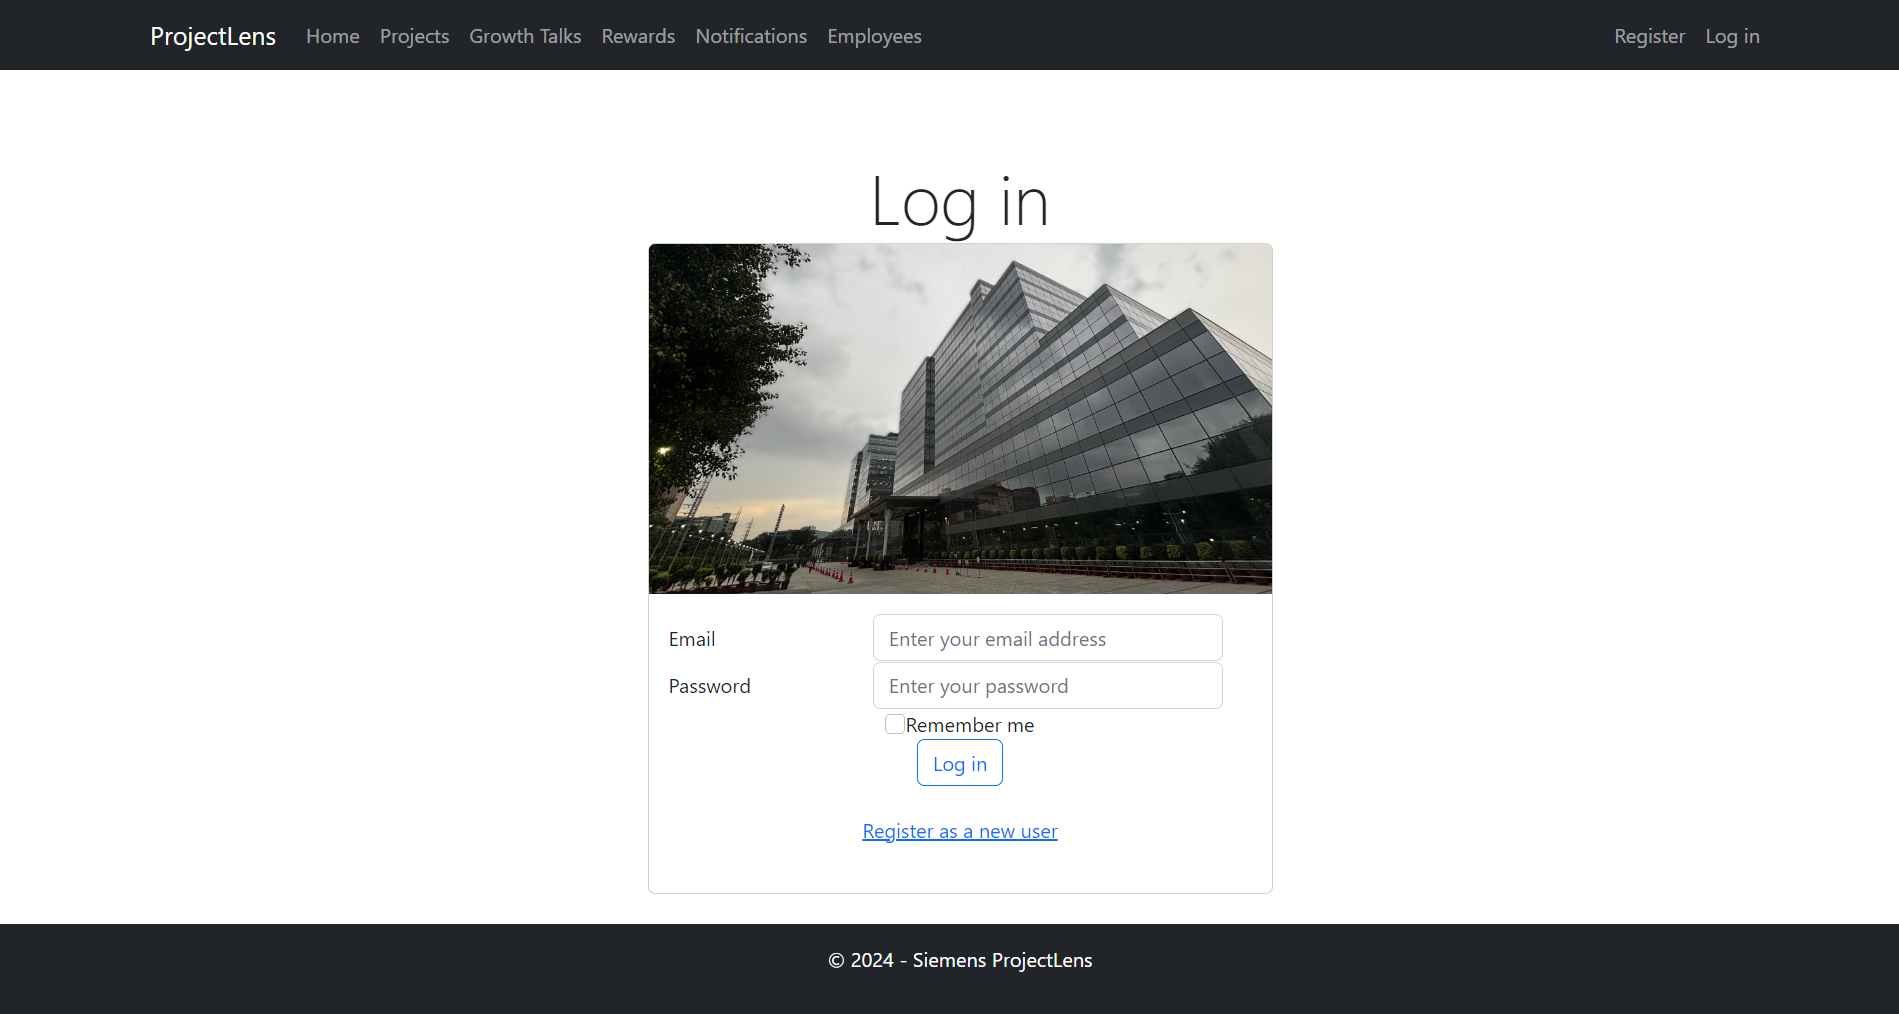 ProjectLens Home Projects Growth Talks Rewards Notifications Employees Register Log in
Log in
Email Enter your email address
Password Enter your password
Remember me
Log in
Register as a new user
© 2024 - Siemens ProjectLens